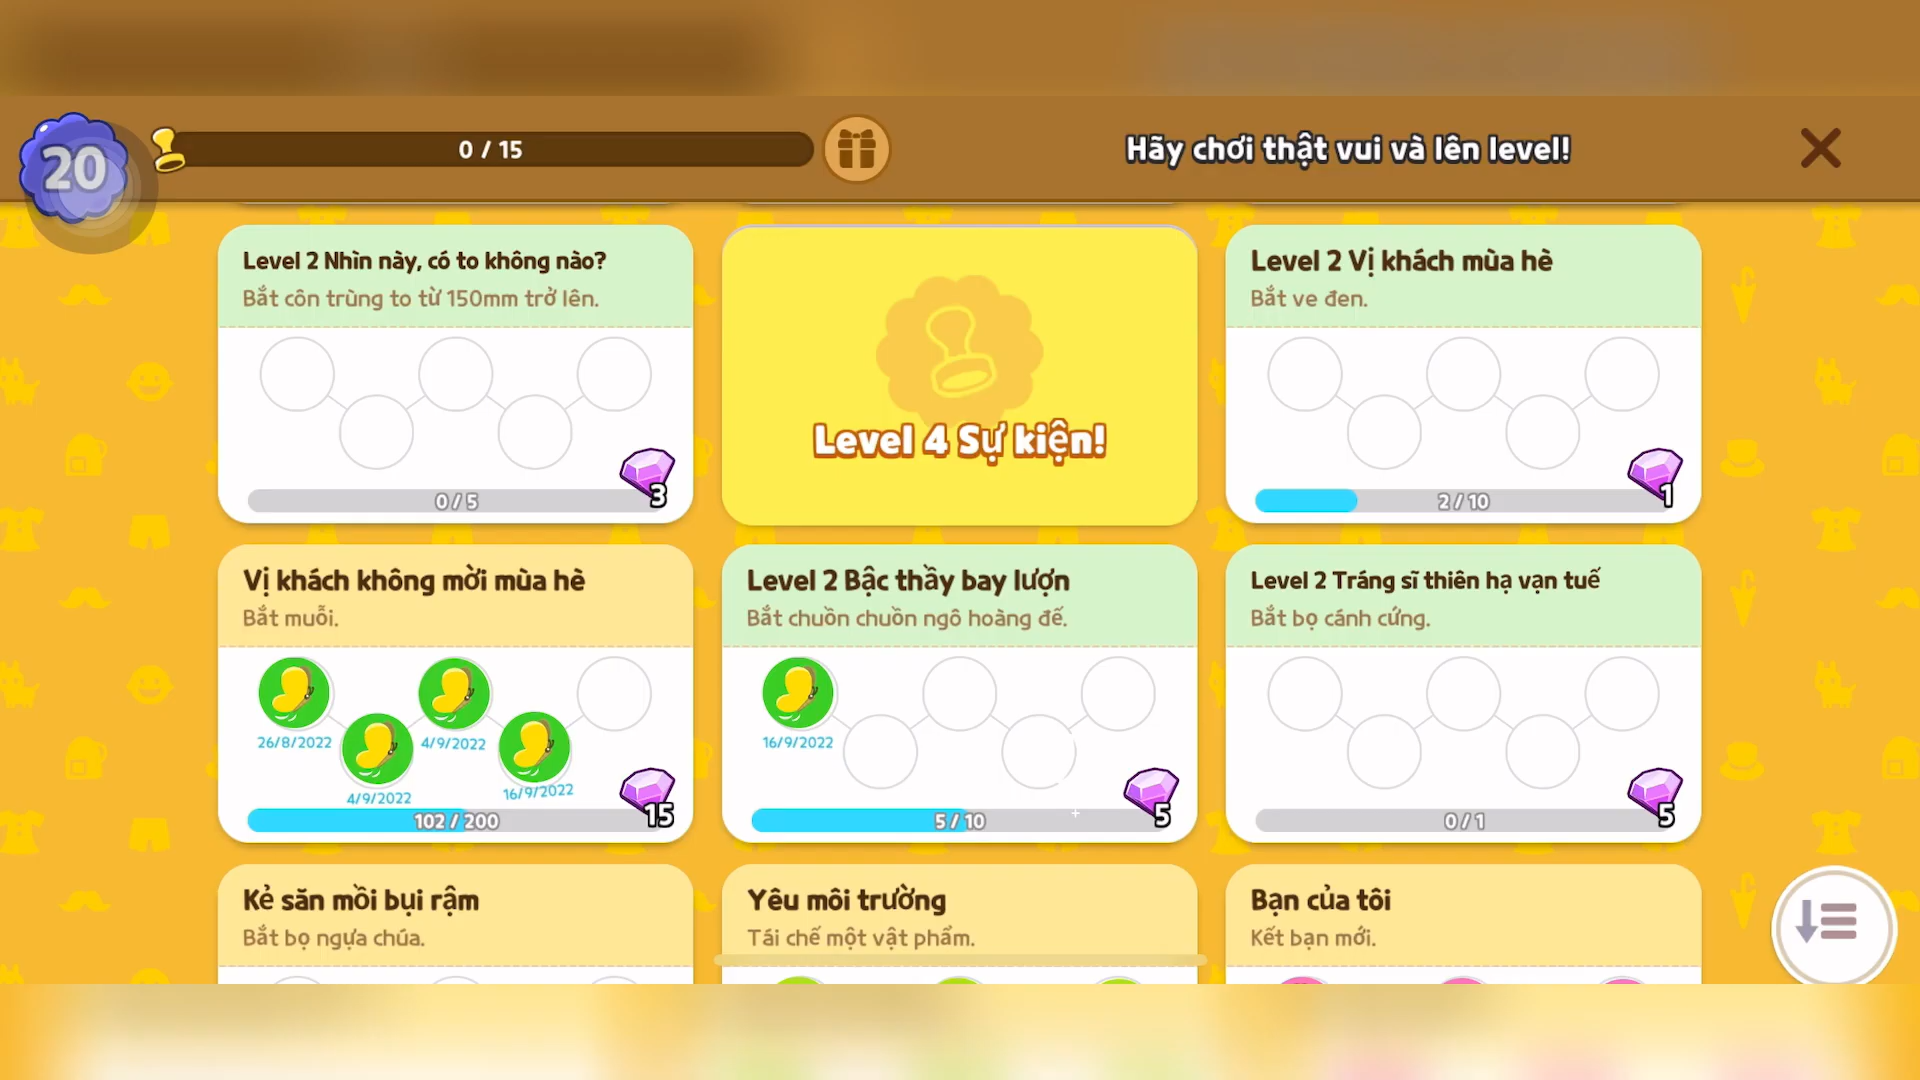 20
0 / 15
Hãy chơi thật vui và lên level!
Level 2 Nhìn này, có to không nào?
Bắt côn trùng to từ 150mm trở lên.
3
0 / 5
Level 4 Sự kiện!
Level 2 Vị khách mùa hè
Bắt ve đen.
1
2 / 10
Vị khách không mời mùa hè
Bắt muỗi.
26/8/2022
4/9/2022
4/9/2022
16/9/2022
15
102 / 200
Level 2 Bậc thầy bay lượn
Bắt chuồn chuồn ngô hoàng đế.
16/9/2022
5
5 / 10
Level 2 Tráng sĩ thiên hạ vạn tuế
Bắt bọ cánh cứng.
5
0 / 1
Kẻ săn mồi bụi rậm
Bắt bọ ngựa chúa.
Yêu môi trường
Tái chế một vật phẩm.
Bạn của tôi
Kết bạn mới.